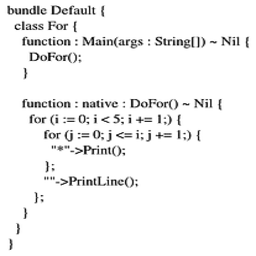 bundle Default {
class For {
function : Main(args : String[]) ~ Nil {
DoFor();
}
function : native : DoFor() ~ Nil {
for (i := 0; i < 5; i += 1;) {
for (j := 0; j <= i; j += 1;) {
"*"->Print();
};
""->PrintLine();
};
}
}
}